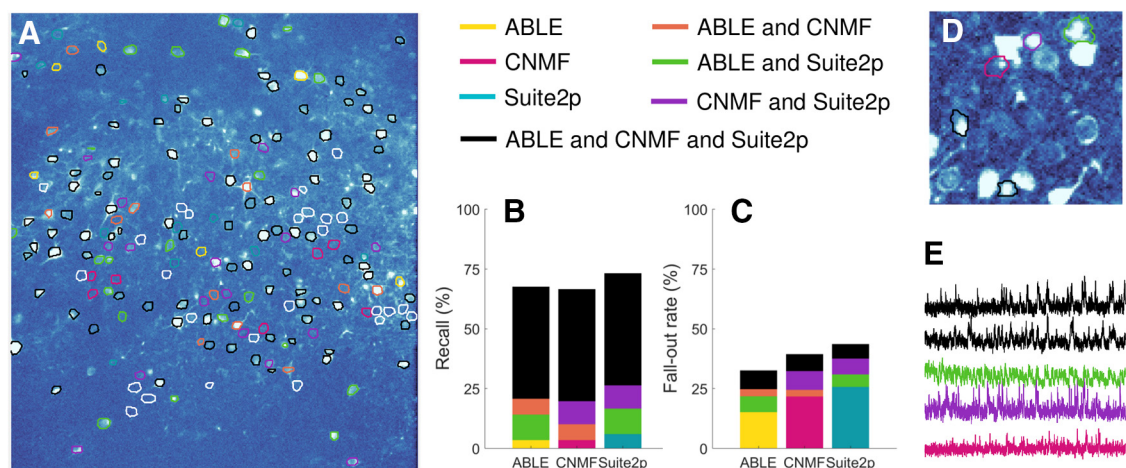 A
ABLE
CNMF
Suite2p
ABLE and CNMF
ABLE and Suite2p
CNMF and Suite2p
ABLE and CNMF and Suite2p
D
B
100
75
50
25
0
Recall (%)
ABLE CNMF Suite2p
C
100
75
50
25
0
Fall-out rate (%)
ABLE CNMF Suite2p
E